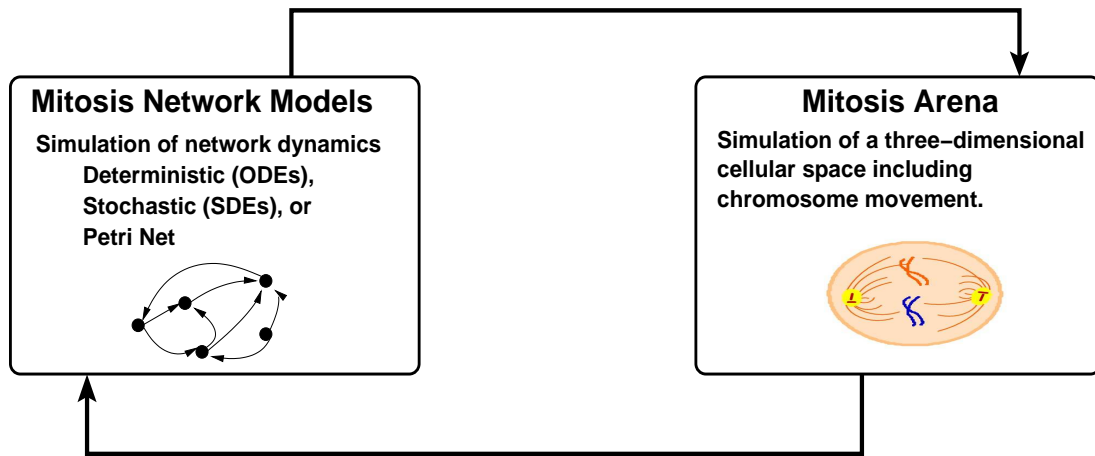 Mitosis Network Models
Simulation of network dynamics
Deterministic (ODEs),
Stochastic (SDEs), or
Petri Net
Mitosis Arena
Simulation of a three−dimensional
cellular space including
chromosome movement.